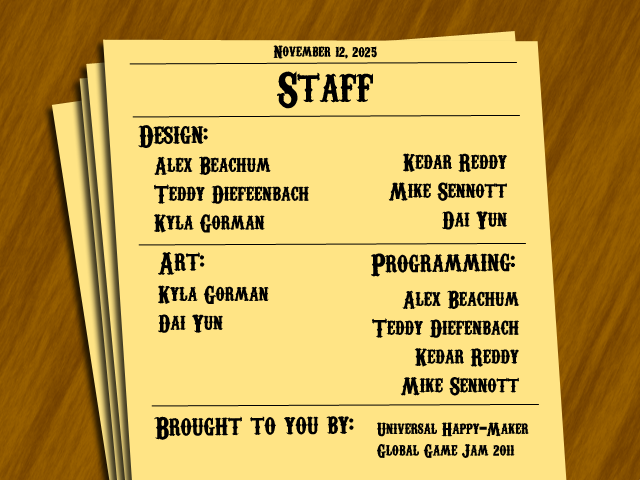 November 12, 2025
Staff
Design:
Alex Beachum
Teddy Diefeenbach
Kyla Gorman
Kedar Reddy
Mike Sennott
Dai Yun
Art:
Kyla Gorman
Dai Yun
Programming:
Alex Beachum
Teddy Diefenbach
Kedar Reddy
Mike Sennott
Brought to you by:
Universal Happy-Maker
Global Game Jam 2011